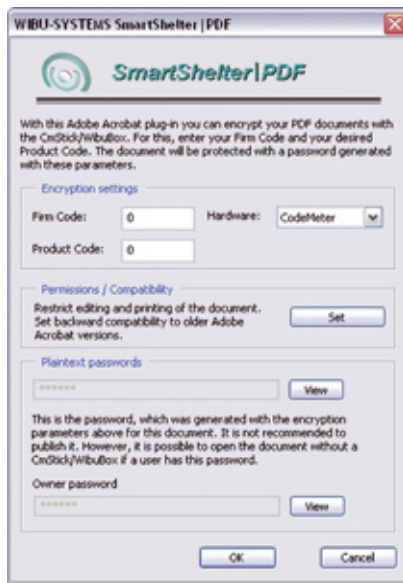 WIBU-SYSTEMS SmartShelter|PDF
SmartShelter|PDF
With this Adobe Acrobat plug-in you can encrypt your PDF documents with
the CmStick/WibuBox. For this, enter your Firm Code and your desired
Product Code. The document will be protected with a password generated
with these parameters.
Encryption settings
Firm Code: 0 Hardware: CodeMeter
Product Code: 0
Permissions / Compatibility
Restrict editing and printing of the document.
Set backward compatibility to older Adobe
Acrobat versions.
Set
Plaintext passwords
****** View
This is the password, which was generated with the encryption
parameters above for this document. It is not recommended to
publish it. However, it is possible to open the document without a
CmStick/WibuBox if a user has this password.
Owner password
****** View
OK Cancel